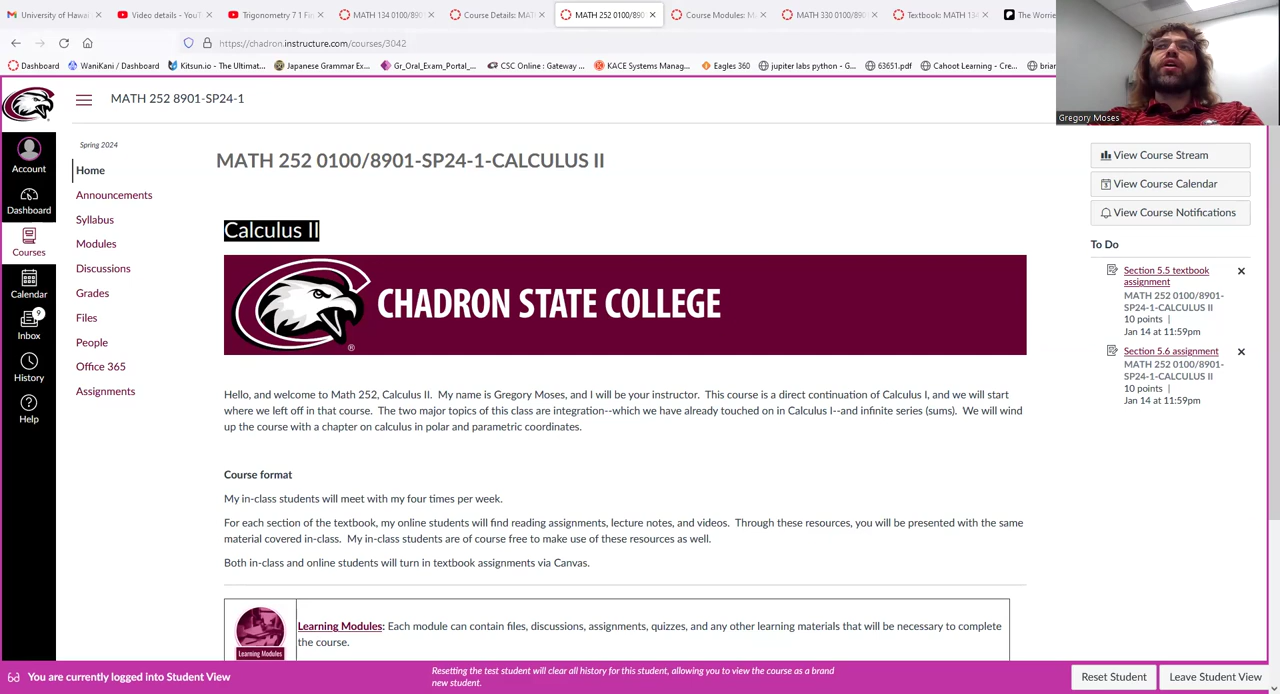 University of Hawai
Video details - YouT
Trigonometry 7 1 Fi
MATH 134 0100/890
Course Details: MAT
MATH 252 0100/890
Course Modules: M
MATH 330 0100/890
Textbook: MATH 134
The Worrie
https://chadron.instructure.com/courses/3042
Dashboard
WaniKani / Dashboard
Kitsun.io - The Ultimat...
Japanese Grammar Ex...
Gr_Oral_Exam_Portal_...
CSC Online : Gateway ...
KACE Systems Manag...
Eagles 360
jupiter labs python - G...
63651.pdf
Cahoot Learning - Cre...
brian
Gregory Moses
MATH 252 8901-SP24-1
Account
Dashboard
Courses
Calendar
9
Inbox
History
Help
Spring 2024
Home
Announcements
Syllabus
Modules
Discussions
Grades
Files
People
Office 365
Assignments
MATH 252 0100/8901-SP24-1-CALCULUS II
Calculus II
CHADRON STATE COLLEGE
®
Hello, and welcome to Math 252, Calculus II. My name is Gregory Moses, and I will be your instructor. This course is a direct continuation of Calculus I, and we will start
where we left off in that course. The two major topics of this class are integration--which we have already touched on in Calculus I--and infinite series (sums). We will wind
up the course with a chapter on calculus in polar and parametric coordinates.
Course format
My in-class students will meet with my four times per week.
For each section of the textbook, my online students will find reading assignments, lecture notes, and videos. Through these resources, you will be presented with the same
material covered in-class. My in-class students are of course free to make use of these resources as well.
Both in-class and online students will turn in textbook assignments via Canvas.
Learning Modules
Learning Modules: Each module can contain files, discussions, assignments, quizzes, and any other learning materials that will be necessary to complete
the course.
View Course Stream
View Course Calendar
View Course Notifications
To Do
Section 5.5 textbook
assignment
MATH 252 0100/8901-
SP24-1-CALCULUS II
10 points |
Jan 14 at 11:59pm
Section 5.6 assignment
MATH 252 0100/8901-
SP24-1-CALCULUS II
10 points |
Jan 14 at 11:59pm
You are currently logged into Student View
Resetting the test student will clear all history for this student, allowing you to view the course as a brand
new student.
Reset Student
Leave Student View